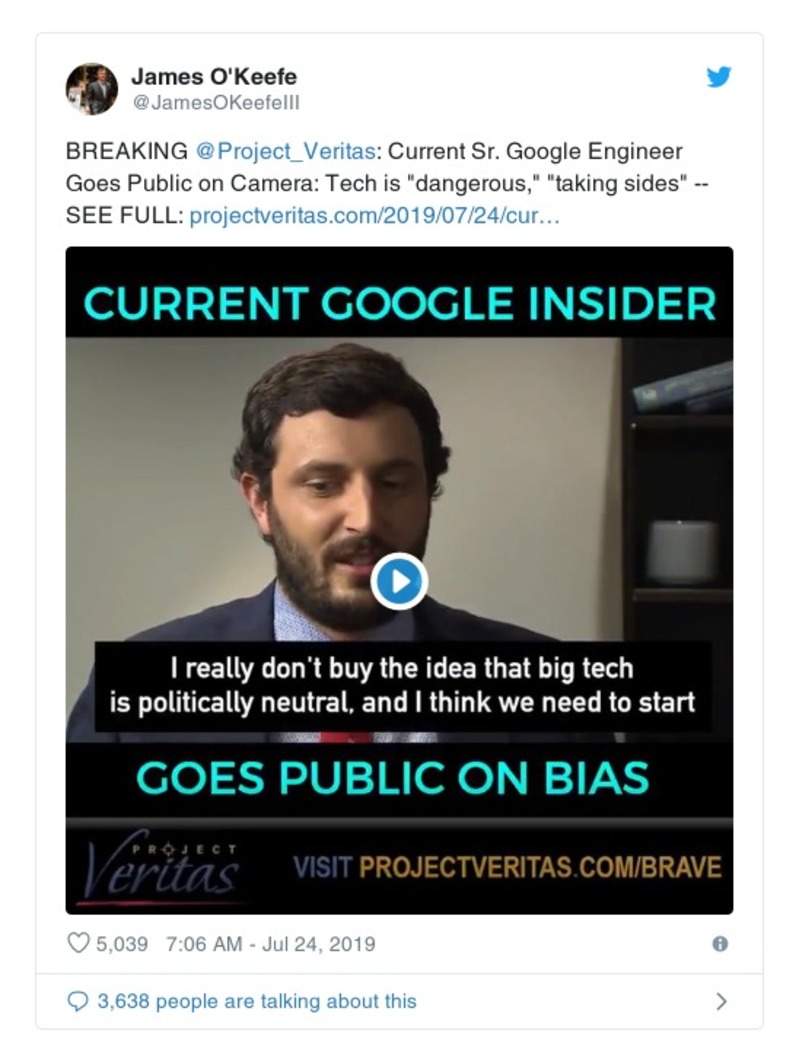 James O'Keefe
@JamesOKeefeIII
BREAKING @Project_Veritas: Current Sr. Google Engineer
Goes Public on Camera: Tech is "dangerous," "taking sides" --
SEE FULL: projectveritas.com/2019/07/24/cur…
CURRENT GOOGLE INSIDER
I really don't buy the idea that big tech
is politically neutral, and I think we need to start
GOES PUBLIC ON BIAS
PROJECT
Veritas
VISIT PROJECTVERITAS.COM/BRAVE
5,039 7:06 AM - Jul 24, 2019
3,638 people are talking about this